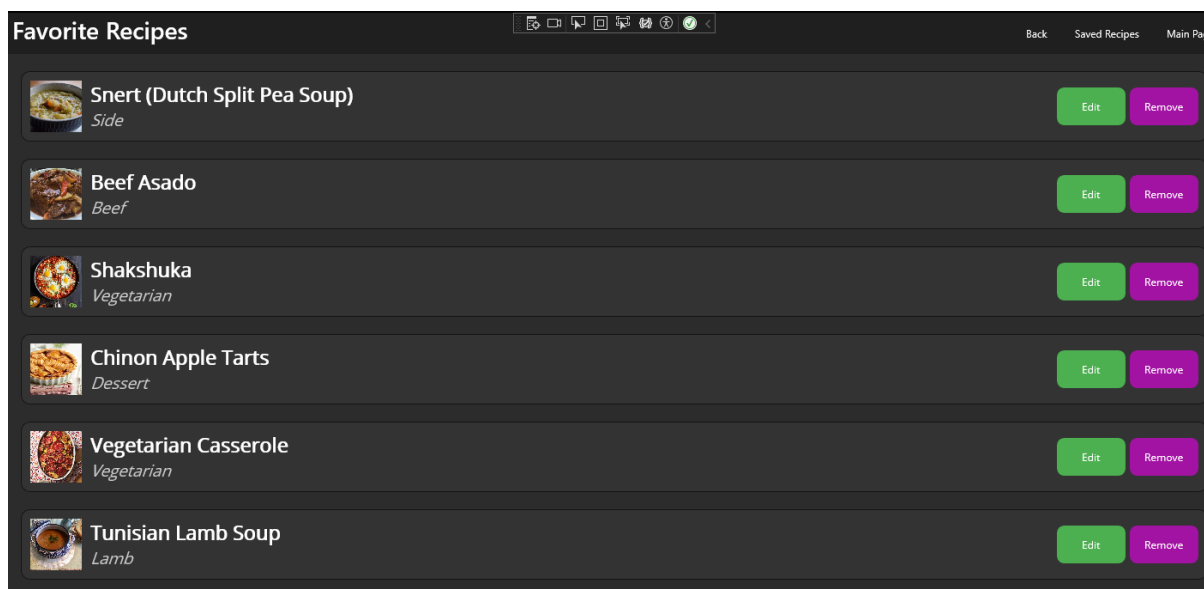 Favorite Recipes
Back Saved Recipes Main Pa
Snert (Dutch Split Pea Soup)
Side
Edit Remove
Beef Asado
Beef
Edit Remove
Shakshuka
Vegetarian
Edit Remove
Chinon Apple Tarts
Dessert
Edit Remove
Vegetarian Casserole
Vegetarian
Edit Remove
Tunisian Lamb Soup
Lamb
Edit Remove